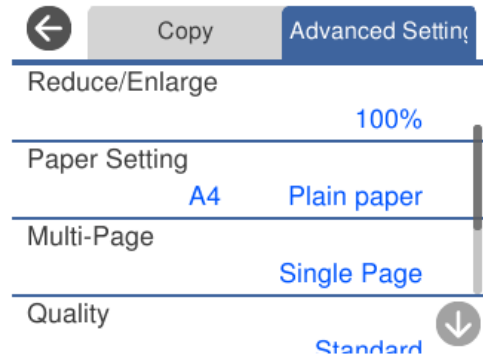 Copy Advanced Setting
Reduce/Enlarge
100%
Paper Setting
A4 Plain paper
Multi-Page
Single Page
Quality
Standard